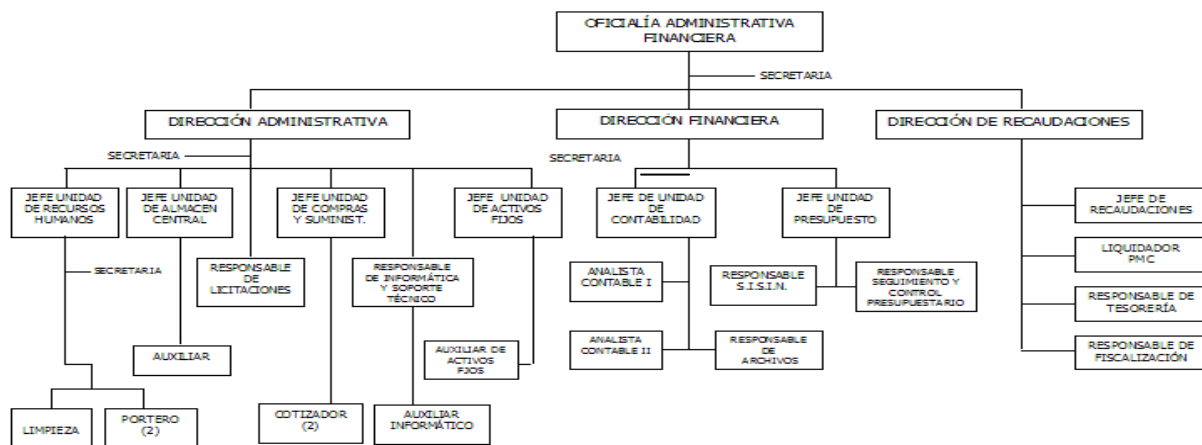 OFICIALÍA ADMINISTRATIVA
FINANCIERA
SECRETARIA
DIRECCIÓN ADMINISTRATIVA
DIRECCIÓN FINANCIERA
DIRECCIÓN DE RECAUDACIONES
SECRETARIA
SECRETARIA
JEFE UNIDAD
DE RECURSOS
HUMANOS
JEFE UNIDAD
DE ALMACEN
CENTRAL
JEFE UNIDAD
DE COMPRAS
Y SUMINIST.
JEFE UNIDAD
DE ACTIVOS
FIJOS
JEFE DE UNIDAD
DE
CONTABILIDAD
JEFE UNIDAD
DE
PRESUPUESTO
JEFE DE
RECAUDACIONES
SECRETARIA
RESPONSABLE
DE
LICITACIONES
RESPONSABLE
DE INFORMÁTICA
Y SOPORTE
TÉCNICO
ANALISTA
CONTABLE I
RESPONSABLE
S.I.S.I.N.
RESPONSABLE
SEGUIMIENTO Y
CONTROL
PRESUPUESTARIO
LIQUIDADOR
PMC
RESPONSABLE DE
TESORERÍA
AUXILIAR
AUXILIAR DE
ACTIVOS
FJOS
ANALISTA
CONTABLE II
RESPONSABLE
DE
ARCHIVOS
RESPONSABLE DE
FISCALIZACIÓN
LIMPIEZA
PORTERO
(2)
COTIZADOR
(2)
AUXILIAR
INFORMÁTICO